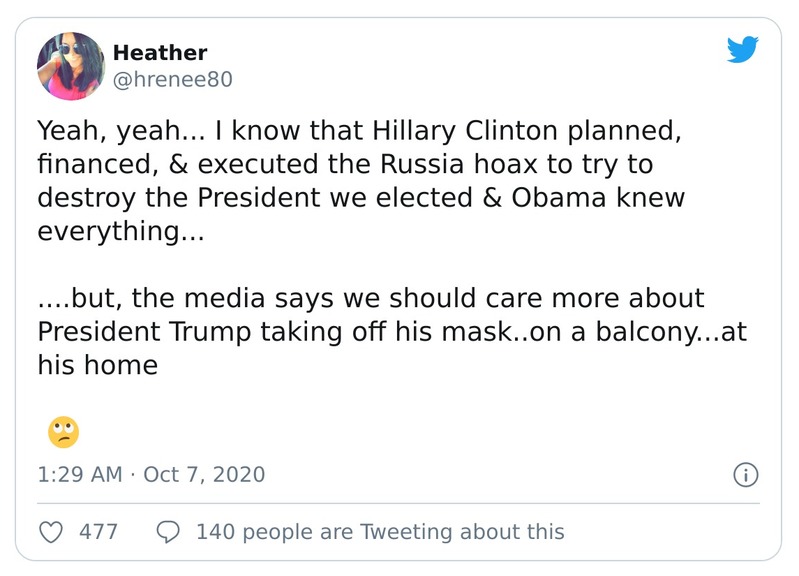 Heather
@hrenee80
Yeah, yeah... I know that Hillary Clinton planned,
financed, & executed the Russia hoax to try to
destroy the President we elected & Obama knew
everything...
....but, the media says we should care more about
President Trump taking off his mask..on a balcony...at
his home
🙄
1:29 AM · Oct 7, 2020
477
140 people are Tweeting about this